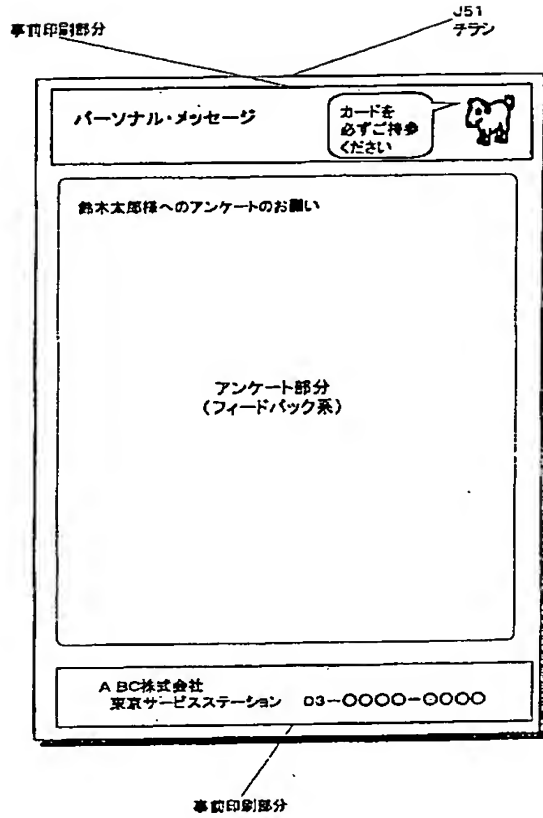 J51
チラシ
事前印刷部分
パーソナル・メッセージ
カードを
必ずご持参
ください
鈴木太郎様へのアンケートのお願い
アンケート部分
(フィードバック系)
ABC株式会社
東京サービスステーション 03-〇〇〇〇-〇〇〇〇
事前印刷部分